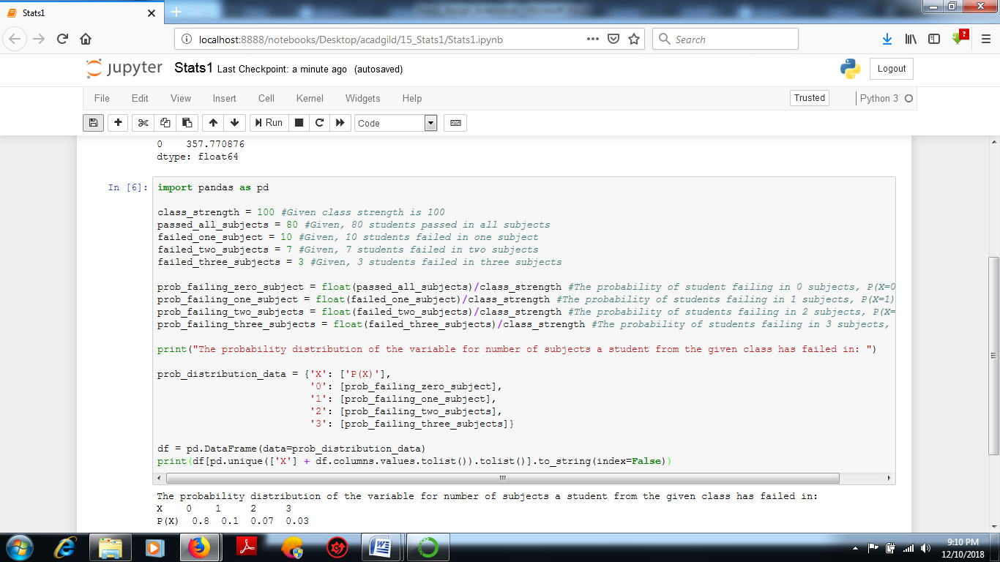 Stats1
localhost:8888/notebooks/Desktop/acadgild/15_Stats1/Stats1.ipynb
Search
jupyter Stats1 Last Checkpoint: a minute ago (autosaved)
Logout
File Edit View Insert Cell Kernel Widgets Help
Trusted
Python 3
Run
Code
0    357.770876
dtype: float64
In [6]:
import pandas as pd
class_strength = 100 #Given class strength is 100
passed_all_subjects = 80 #Given, 80 students passed in all subjects
failed_one_subject = 10 #Given, 10 students failed in one subject
failed_two_subjects = 7 #Given, 7 students failed in two subjects
failed_three_subjects = 3 #Given, 3 students failed in three subjects
prob_failing_zero_subject = float(passed_all_subjects)/class_strength #The probability of student failing in 0 subjects, P(X=0
prob_failing_one_subject = float(failed_one_subject)/class_strength #The probability of students failing in 1 subjects, P(X=1)
prob_failing_two_subjects = float(failed_two_subjects)/class_strength #The probability of students failing in 2 subjects, P(X=
prob_failing_three_subjects = float(failed_three_subjects)/class_strength #The probability of students failing in 3 subjects,
print("The probability distribution of the variable for number of subjects a student from the given class has failed in: ")
prob_distribution_data = {'X': ['P(X)'],
'0': [prob_failing_zero_subject],
'1': [prob_failing_one_subject],
'2': [prob_failing_two_subjects],
'3': [prob_failing_three_subjects]}
df = pd.DataFrame(data=prob_distribution_data)
print(df[pd.unique(['X'] + df.columns.values.tolist()).tolist()].to_string(index=False))
The probability distribution of the variable for number of subjects a student from the given class has failed in:
X    0    1     2     3
P(X)  0.8  0.1  0.07  0.03
9:10 PM
12/10/2018